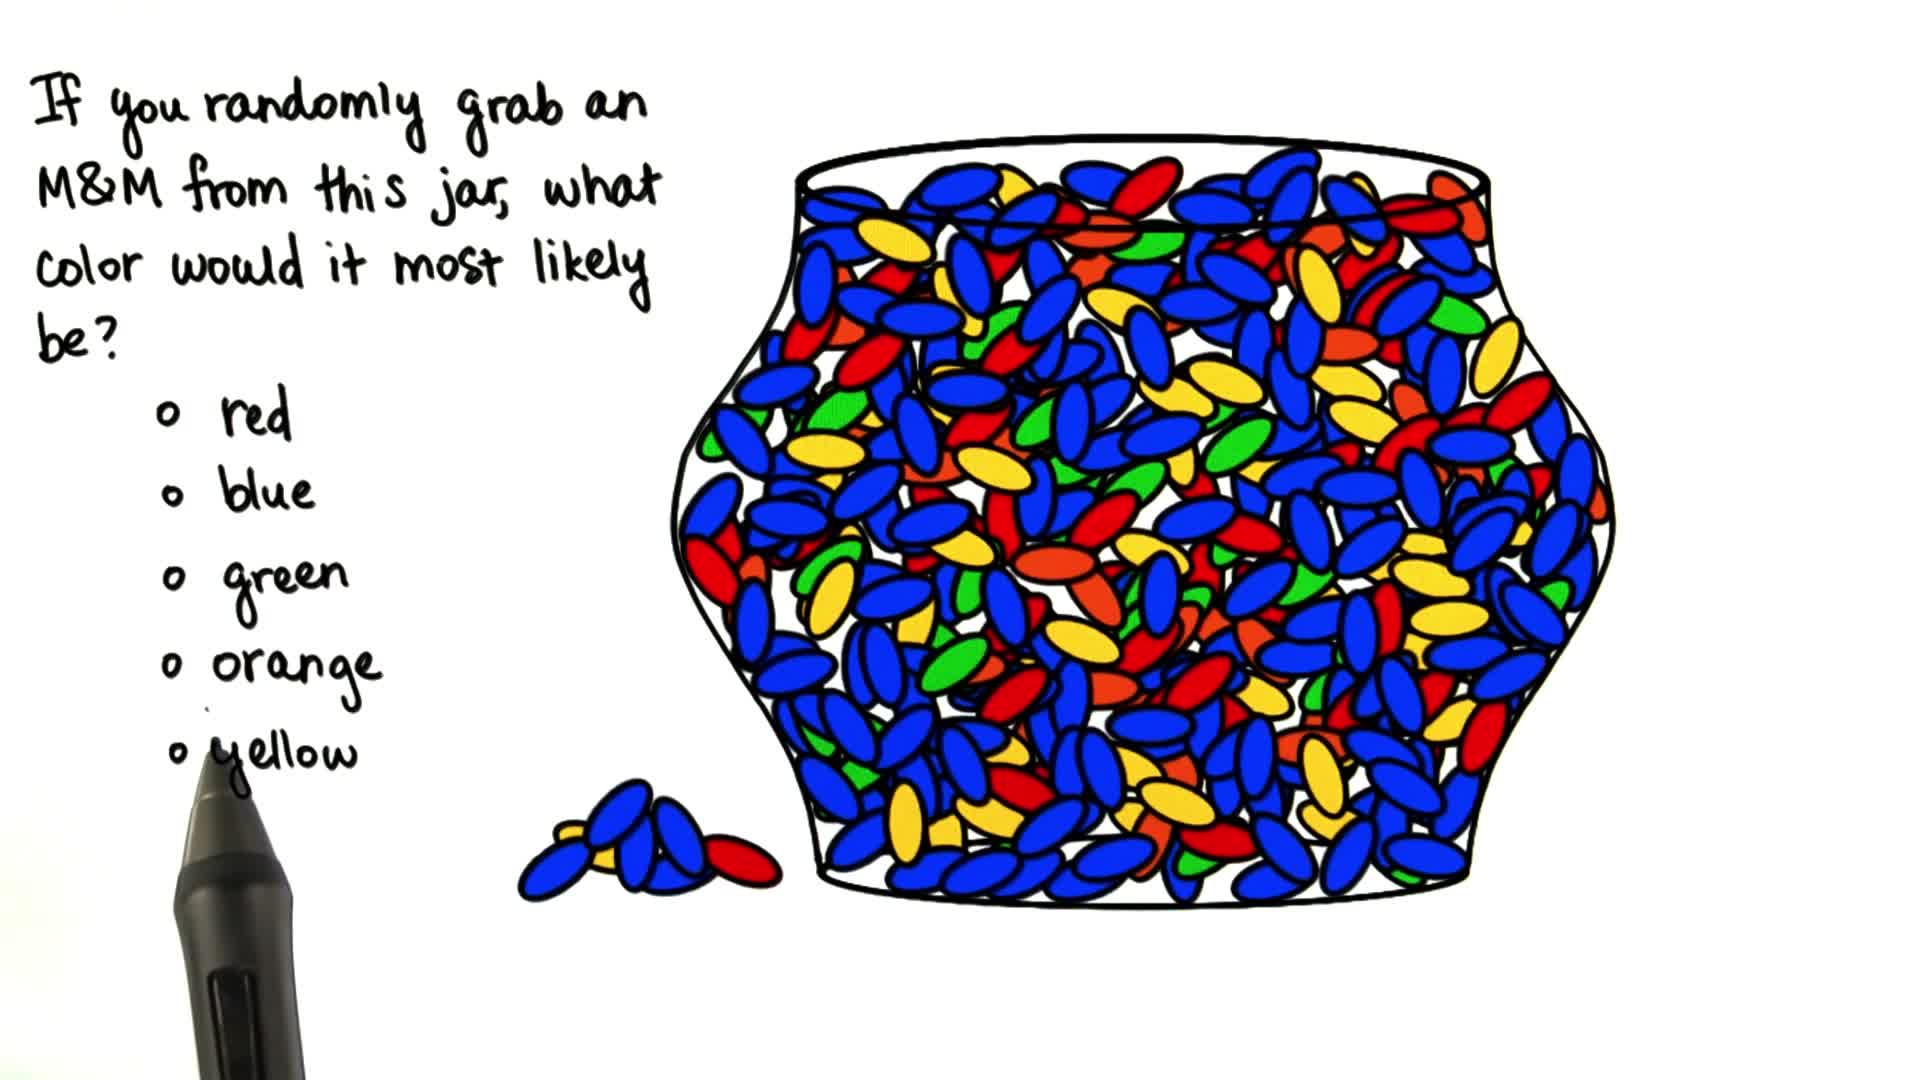 If you randomly grab an
M&M from this jar, what
color would it most likely
be?
red
blue
green
orange
yellow